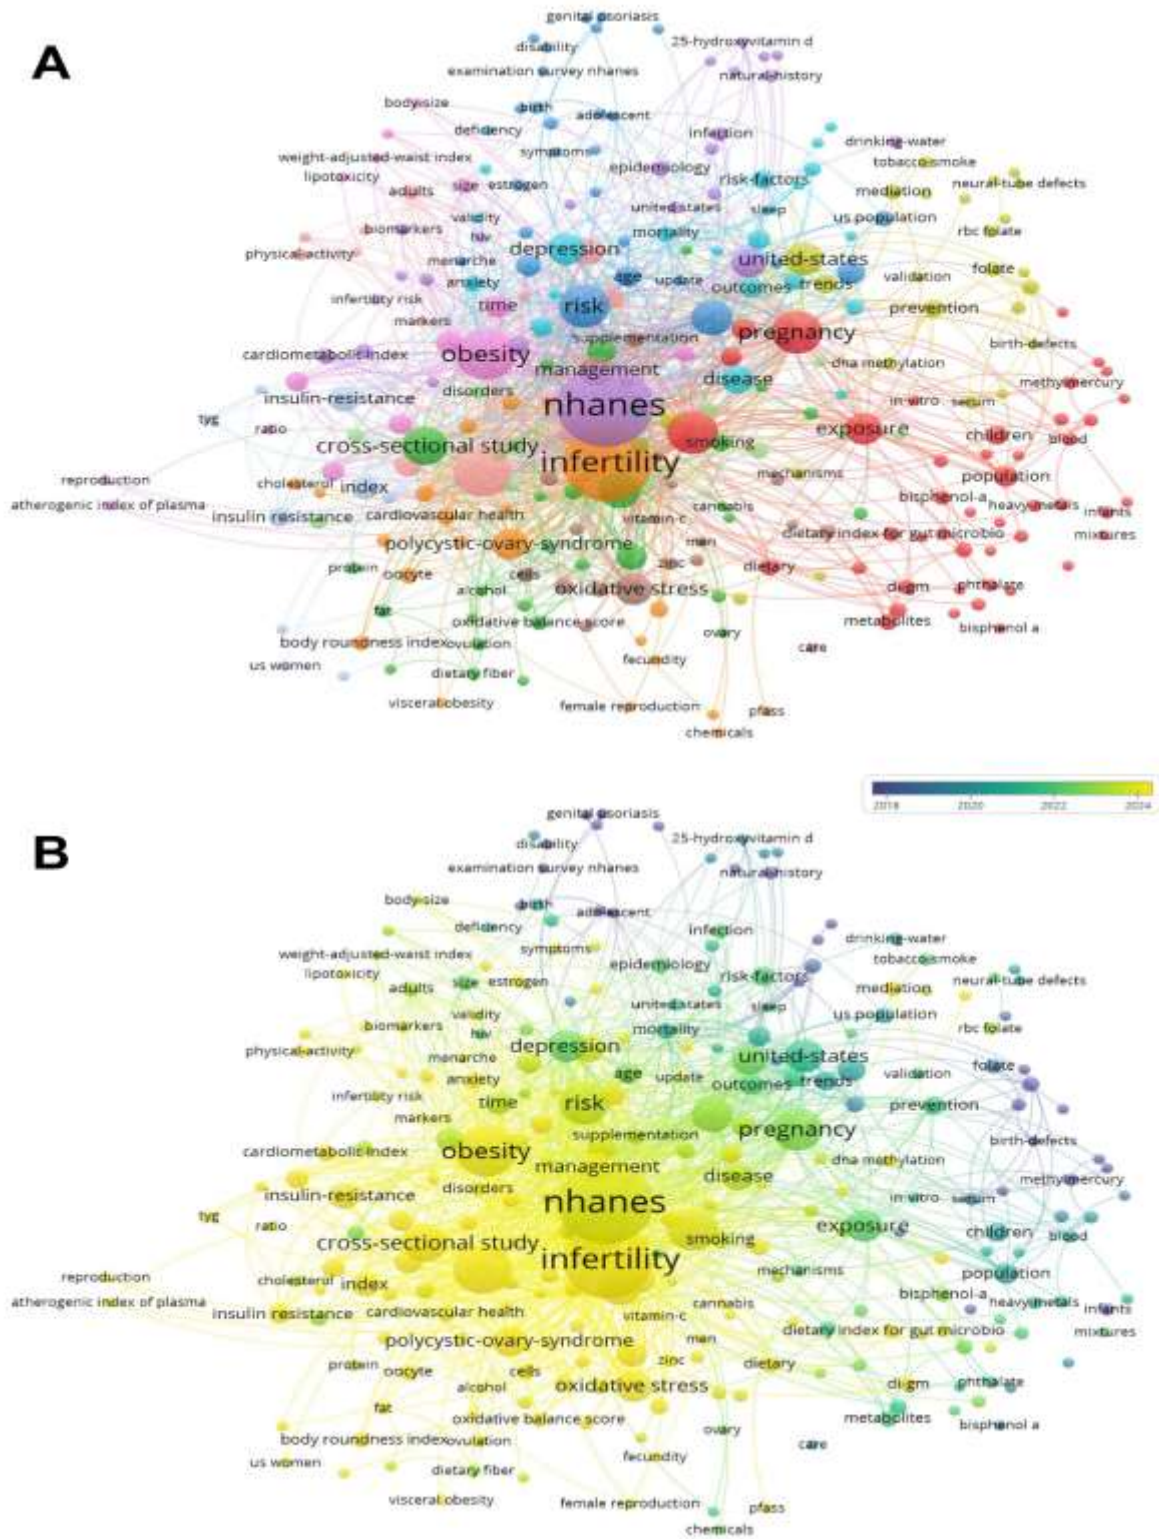 A
genital psoriasis
25-hydroxyvitamin d
disability
examination survey nhanes
natural-history
body-size
birth
adolescent
deficiency
infection
drinking-water
symptoms
weight-adjusted-waist index
epidemiology
tobacco-smoke
lipotoxicity
risk-factors
neural-tube defects
adults
size
estrogen
mediation
united states
sleep
validity
us population
biomarkers
hiv
mortality
rbc folate
physical-activity
depression
menarche
united-states
folate
anxiety
age
update
outcomes
trends
validation
infertility risk
time
risk
prevention
markers
supplementation
pregnancy
birth-defects
cardiometabolic index
obesity
management
dna methylation
disorders
disease
methylmercury
insulin-resistance
nhanes
in-vitro
serum
tyg
ratio
exposure
children
blood
cross-sectional study
smoking
infertility
population
reproduction
mechanisms
cholesterol
index
bisphenol-a
atherogenic index of plasma
cannabis
heavy-metals
infants
insulin resistance
cardiovascular health
vitamin-c
dietary index for gut microbio
mixtures
polycystic-ovary-syndrome
men
protein
oocyte
cells
zinc
dietary
alcohol
oxidative stress
di-gm
phthalate
fat
oxidative balance score
metabolites
bisphenol a
body roundness index
ovulation
ovary
us women
fecundity
care
dietary fiber
visceral obesity
female reproduction
pfass
chemicals
2018
2020
2022
2024
B
genital psoriasis
25-hydroxyvitamin d
disability
examination survey nhanes
natural-history
body-size
birth
adolescent
deficiency
infection
drinking-water
symptoms
weight-adjusted-waist index
epidemiology
tobacco-smoke
lipotoxicity
risk-factors
neural-tube defects
adults
size
estrogen
mediation
united states
sleep
validity
us population
biomarkers
hiv
mortality
rbc folate
physical-activity
depression
menarche
united-states
folate
anxiety
age
update
outcomes
trends
validation
infertility risk
time
risk
prevention
markers
supplementation
pregnancy
birth-defects
cardiometabolic index
obesity
management
dna methylation
disorders
disease
methylmercury
insulin-resistance
nhanes
in-vitro
serum
tyg
ratio
exposure
children
blood
cross-sectional study
smoking
infertility
population
reproduction
mechanisms
cholesterol
index
bisphenol-a
atherogenic index of plasma
cannabis
heavy-metals
infants
insulin resistance
cardiovascular health
vitamin-c
dietary index for gut microbio
mixtures
polycystic-ovary-syndrome
men
protein
oocyte
cells
zinc
dietary
alcohol
oxidative stress
di-gm
phthalate
fat
oxidative balance score
metabolites
bisphenol a
body roundness index
ovulation
ovary
us women
fecundity
care
dietary fiber
visceral obesity
female reproduction
pfass
chemicals